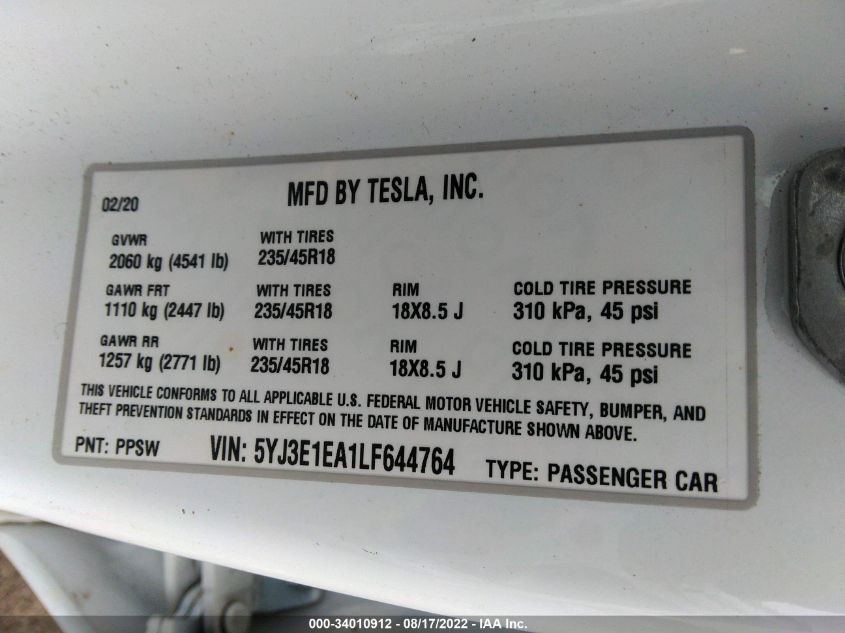 02/20 MFD BY TESLA, INC.
GVWR WITH TIRES
2060 kg (4541 lb) 235/45R18
GAWR FRT WITH TIRES RIM COLD TIRE PRESSURE
1110 kg (2447 lb) 235/45R18 18X8.5 J 310 kPa, 45 psi
GAWR RR WITH TIRES RIM COLD TIRE PRESSURE
1257 kg (2771 lb) 235/45R18 18X8.5 J 310 kPa, 45 psi
THIS VEHICLE CONFORMS TO ALL APPLICABLE U.S. FEDERAL MOTOR VEHICLE SAFETY, BUMPER, AND
THEFT PREVENTION STANDARDS IN EFFECT ON THE DATE OF MANUFACTURE SHOWN ABOVE.
PNT: PPSW VIN: 5YJ3E1EA1LF644764 TYPE: PASSENGER CAR
000-34010912 - 08/17/2022 - IAA Inc.